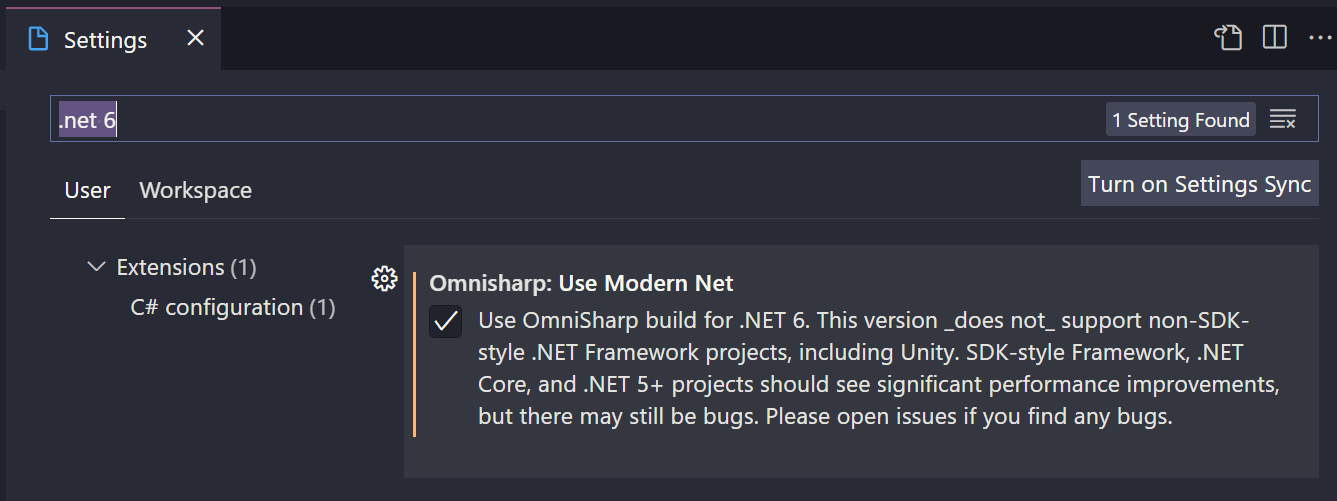 Settings
.net 6
1 Setting Found
User Workspace
Turn on Settings Sync
Extensions (1)
C# configuration (1)
Omnisharp: Use Modern Net
Use OmniSharp build for .NET 6. This version _does not_ support non-SDK-
style .NET Framework projects, including Unity. SDK-style Framework, .NET
Core, and .NET 5+ projects should see significant performance improvements,
but there may still be bugs. Please open issues if you find any bugs.